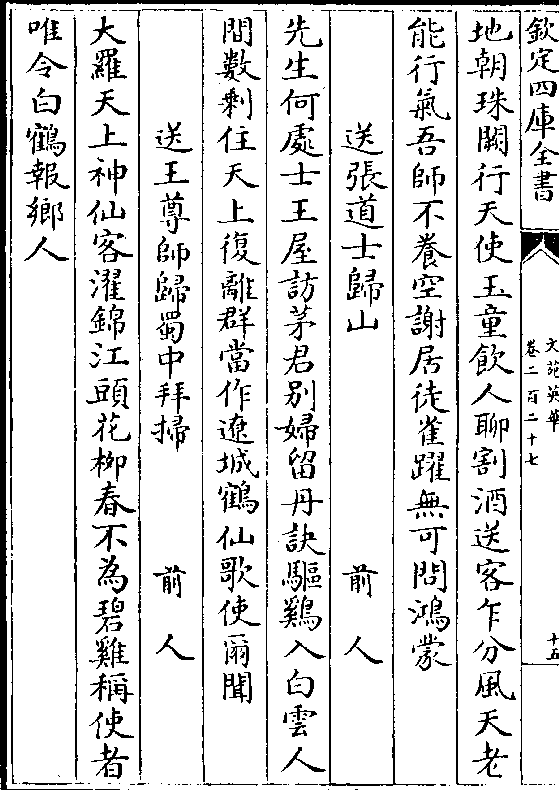 欽定四庫全書
文苑英華
卷二百二十七
十五
地朝珠闕行天使玉童飲人聊割酒送客乍分風天老
能行氣吾師不養空謝居徒雀躍無可問鴻蒙
送張道士歸山 前人
先生何處士王屋訪茅君别婦留丹訣驅鷄入白雲人
間數剩住天上復離群當作遼城鶴仙歌使爾聞
送王尊師歸蜀中拜掃 前人
大羅天上神仙客濯錦江頭花柳春不為碧雞稱使者
唯令白鶴報鄉人